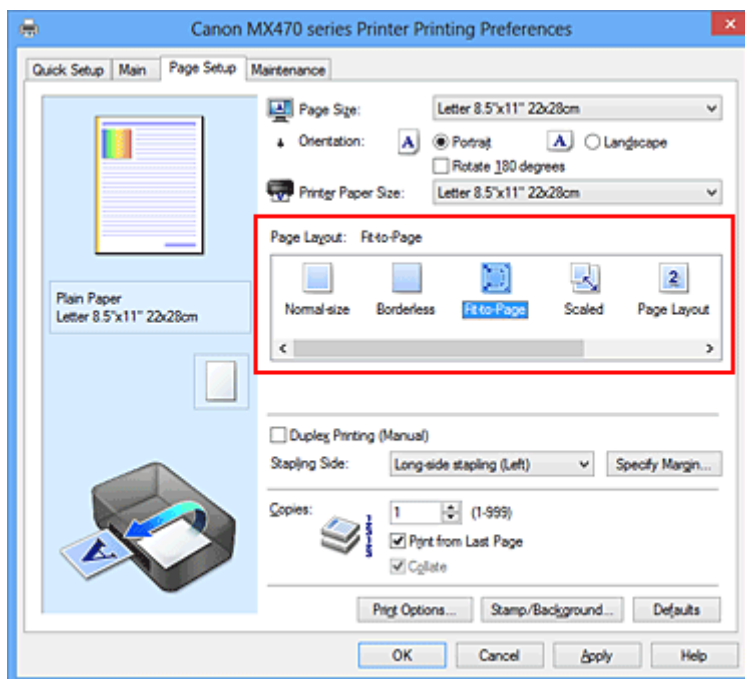 Canon MX470 series Printer Printing Preferences
Quick Setup Main Page Setup Maintenance
Page Size: Letter 8.5"x11" 22x28cm
Orientation: A Portrait A Landscape
Rotate 180 degrees
Printer Paper Size: Letter 8.5"x11" 22x28cm
Page Layout: Fit-to-Page
Normal-size Borderless Fit-to-Page Scaled 2 Page Layout
Plain Paper
Letter 8.5"x11" 22x28cm
Duplex Printing (Manual)
Stapling Side: Long-side stapling (Left) Specify Margin...
Copies: 1 (1-999)
Print from Last Page
Collate
A
Print Options... Stamp/Background... Defaults
OK Cancel Apply Help